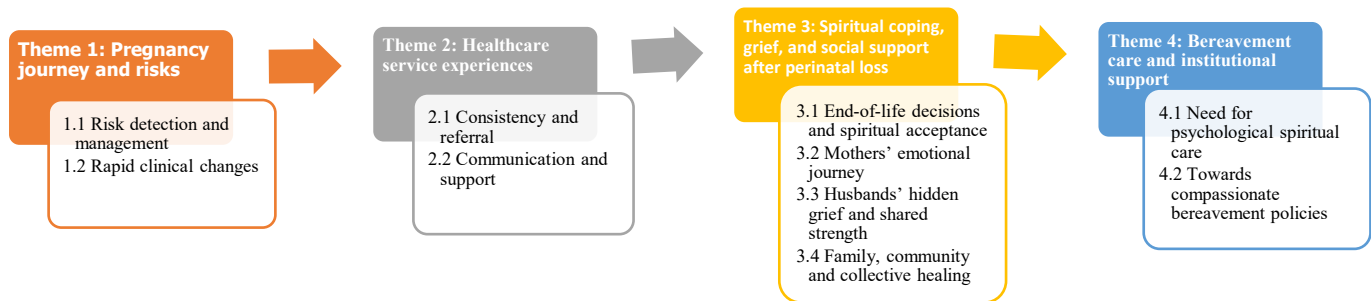 Theme 1: Pregnancy
journey and risks
1.1 Risk detection and
management
1.2 Rapid clinical changes
Theme 2: Healthcare
service experiences
2.1 Consistency and
referral
2.2 Communication and
support
Theme 3: Spiritual coping,
grief, and social support
after perinatal loss
3.1 End-of-life decisions
and spiritual acceptance
3.2 Mothers’ emotional
journey
3.3 Husbands’ hidden
grief and shared
strength
3.4 Family, community
and collective healing
Theme 4: Bereavement
care and institutional
support
4.1 Need for
psychological spiritual
care
4.2 Towards
compassionate
bereavement policies